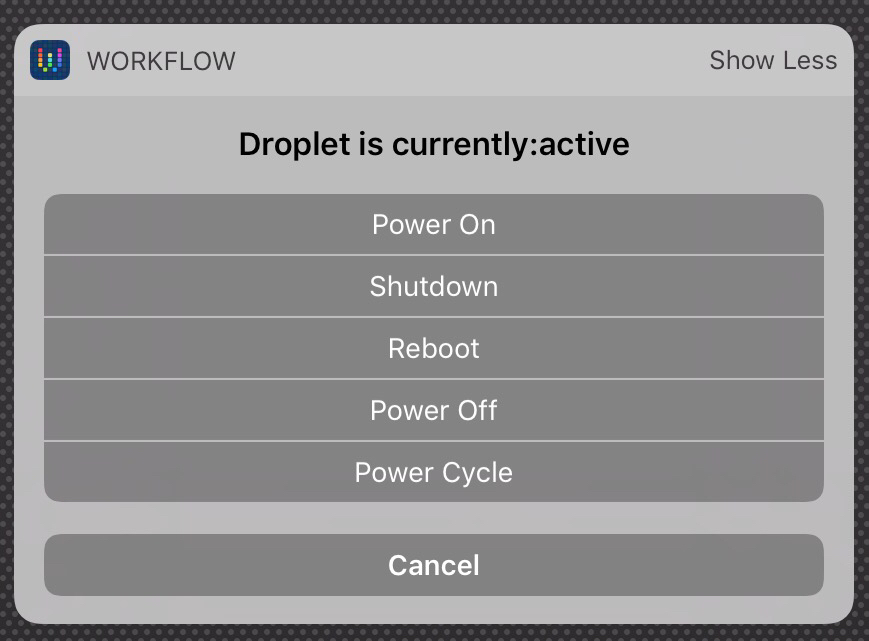 WORKFLOW
Show Less
Droplet is currently:active
Power On
Shutdown
Reboot
Power Off
Power Cycle
Cancel